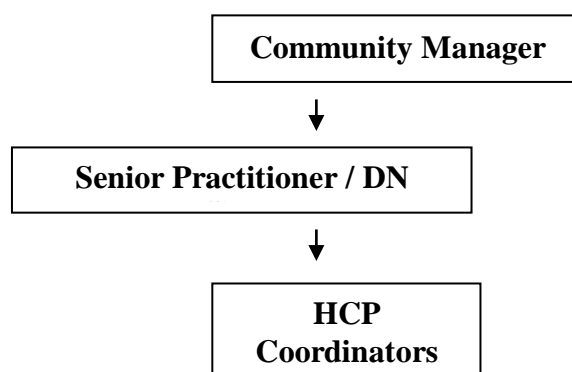 Community Manager
Senior Practitioner / DN
HCP
Coordinators